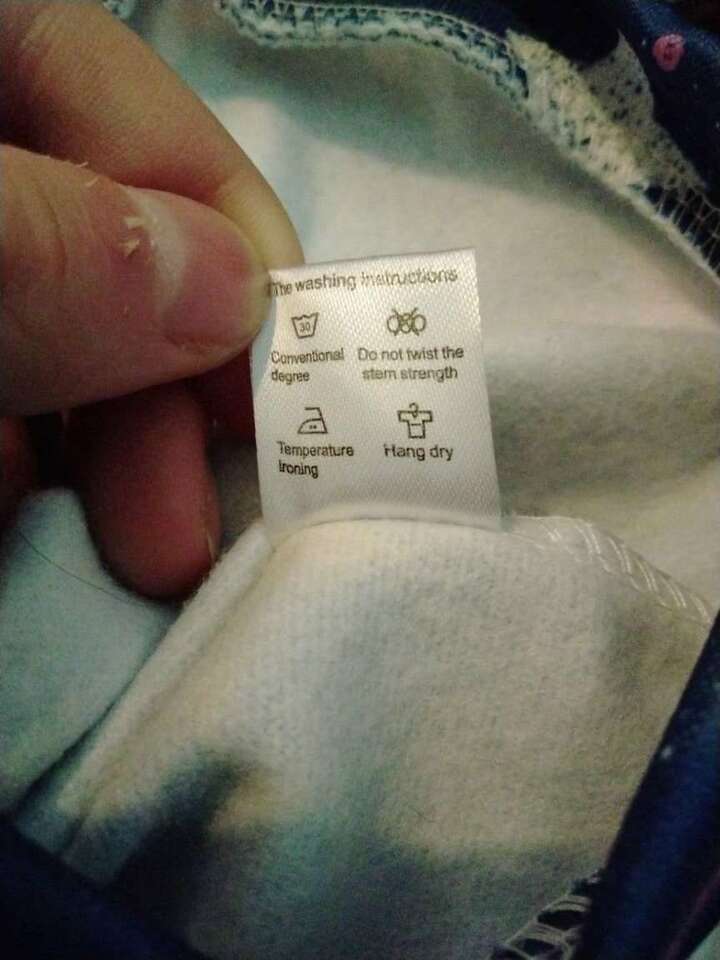 The washing instructions
30
Conventional degree
Do not twist the stem strength
Temperature Ironing
Hang dry